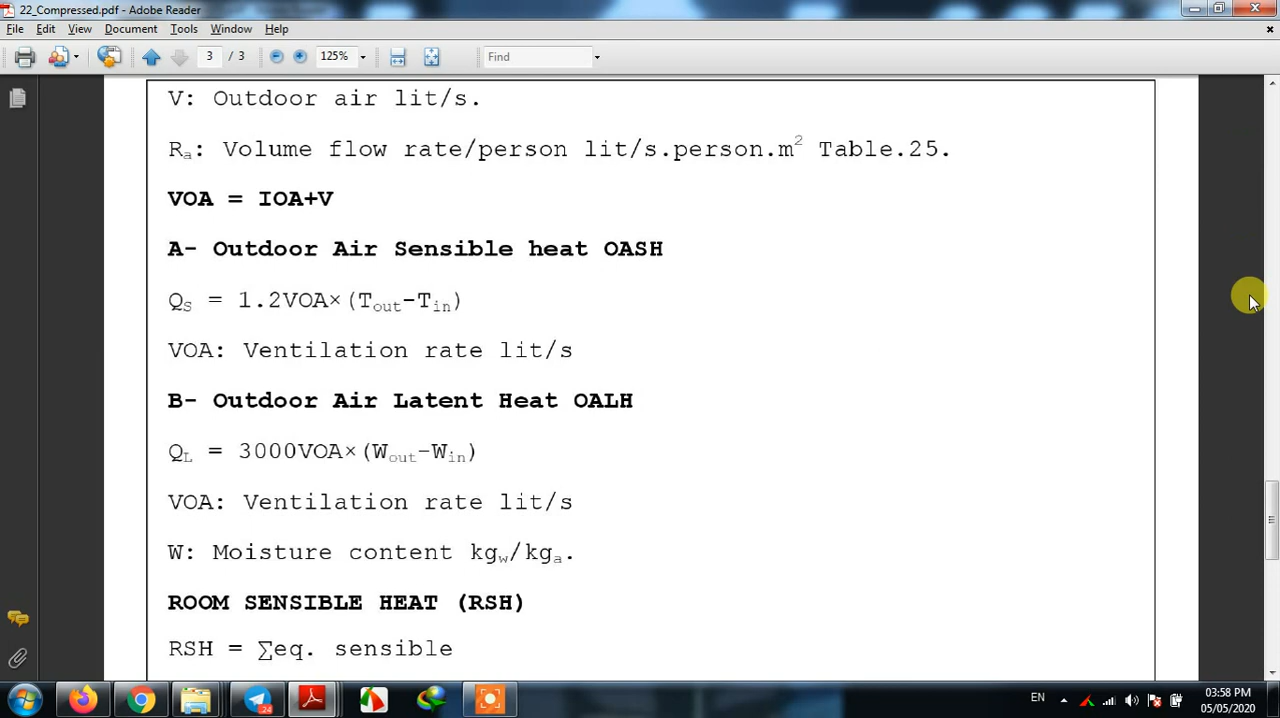 22_Compressed.pdf - Adobe Reader
File Edit View Document Tools Window Help
3 / 3 125% Find
V: Outdoor air lit/s.
Ra: Volume flow rate/person lit/s.person.m2 Table.25.
VOA = IOA+V
A- Outdoor Air Sensible heat OASH
QS = 1.2VOA×(Tout-Tin)
VOA: Ventilation rate lit/s
B- Outdoor Air Latent Heat OALH
QL = 3000VOA×(Wout-Win)
VOA: Ventilation rate lit/s
W: Moisture content kgw/kga.
ROOM SENSIBLE HEAT (RSH)
RSH = ∑eq. sensible
24
EN
03:58 PM
05/05/2020